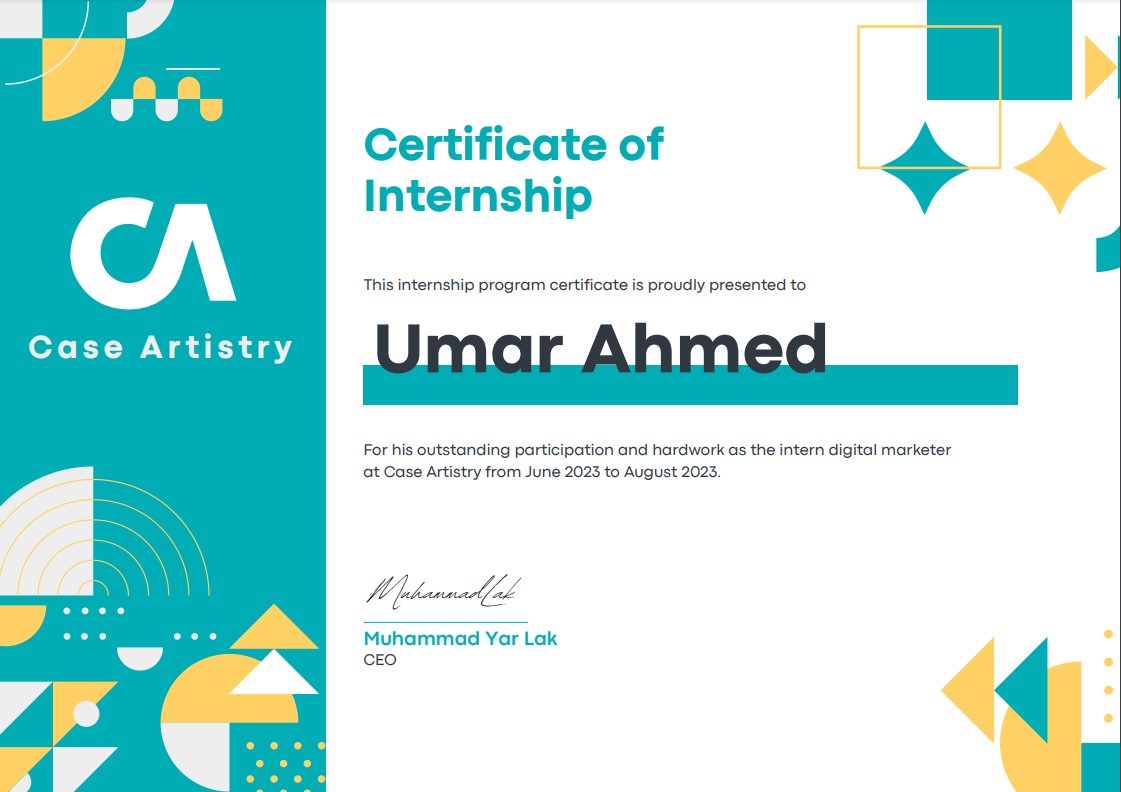 CA
Case Artistry
Certificate of
Internship
This internship program certificate is proudly presented to
Umar Ahmed
For his outstanding participation and hardwork as the intern digital marketer
at Case Artistry from June 2023 to August 2023.
MuhammadLak
Muhammad Yar Lak
CEO